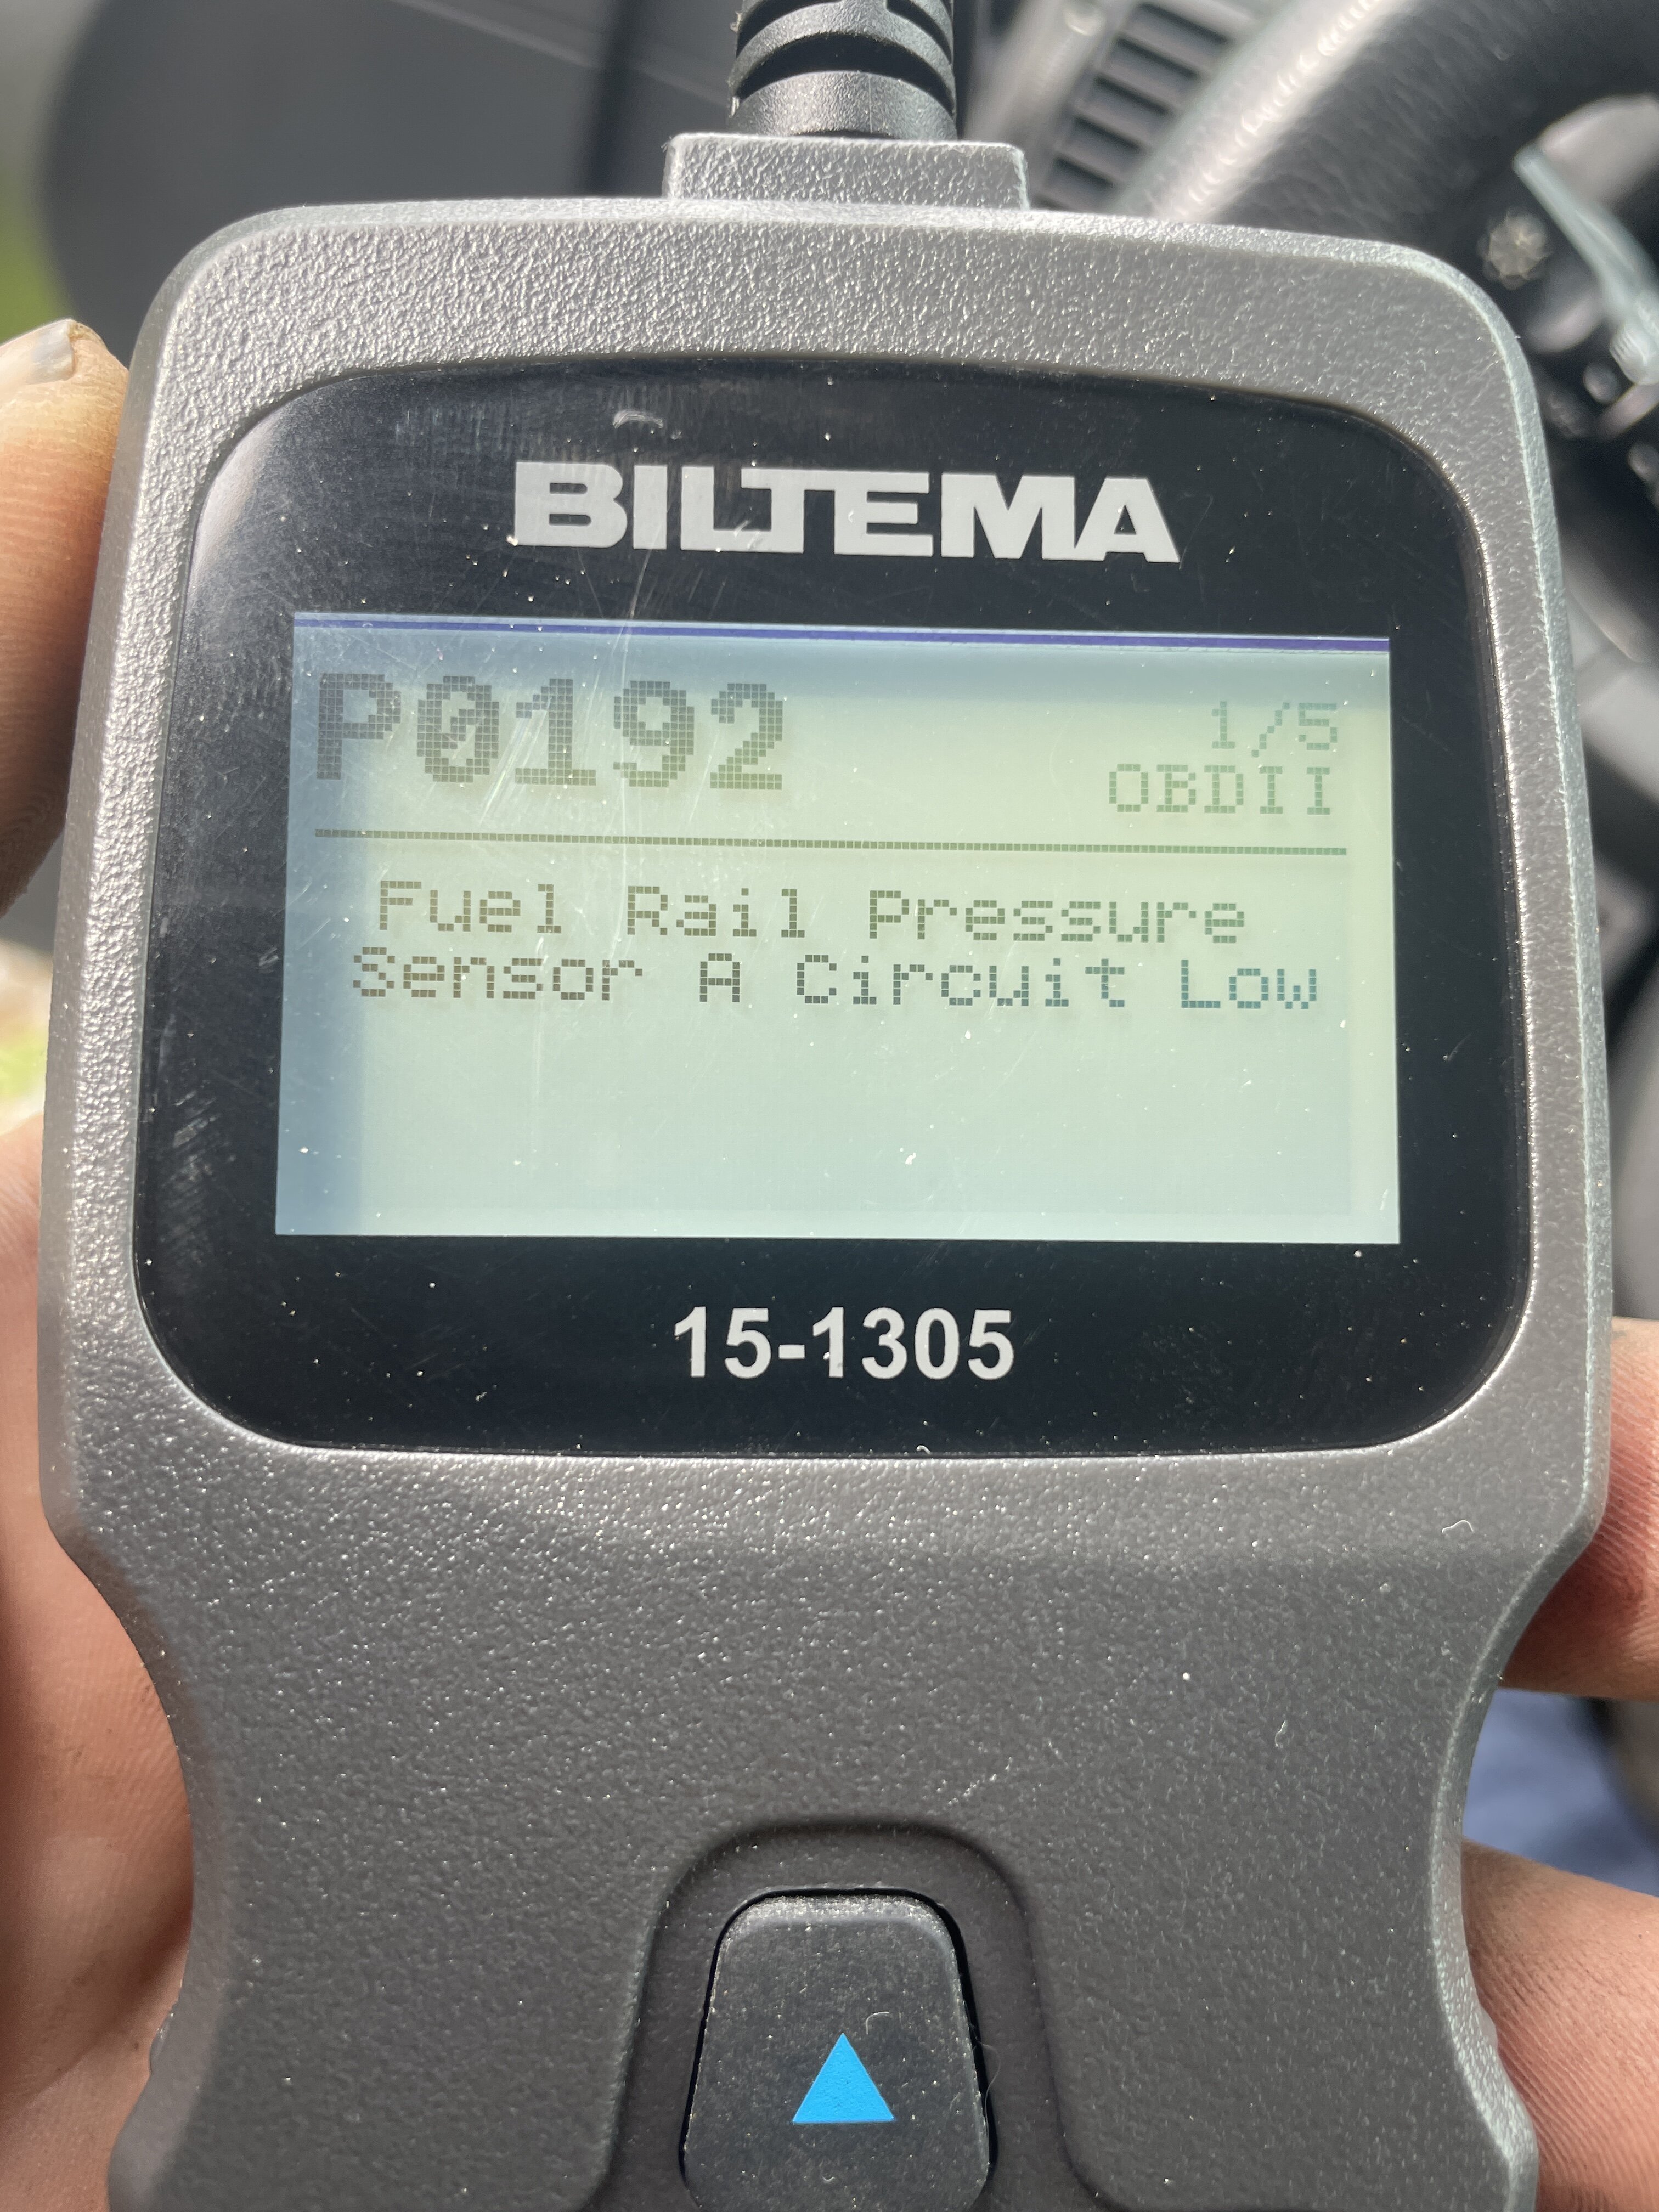 BILTEMA
P0192
1/5
OBDII
Fuel Rail Pressure
Sensor A Circuit Low
15-1305